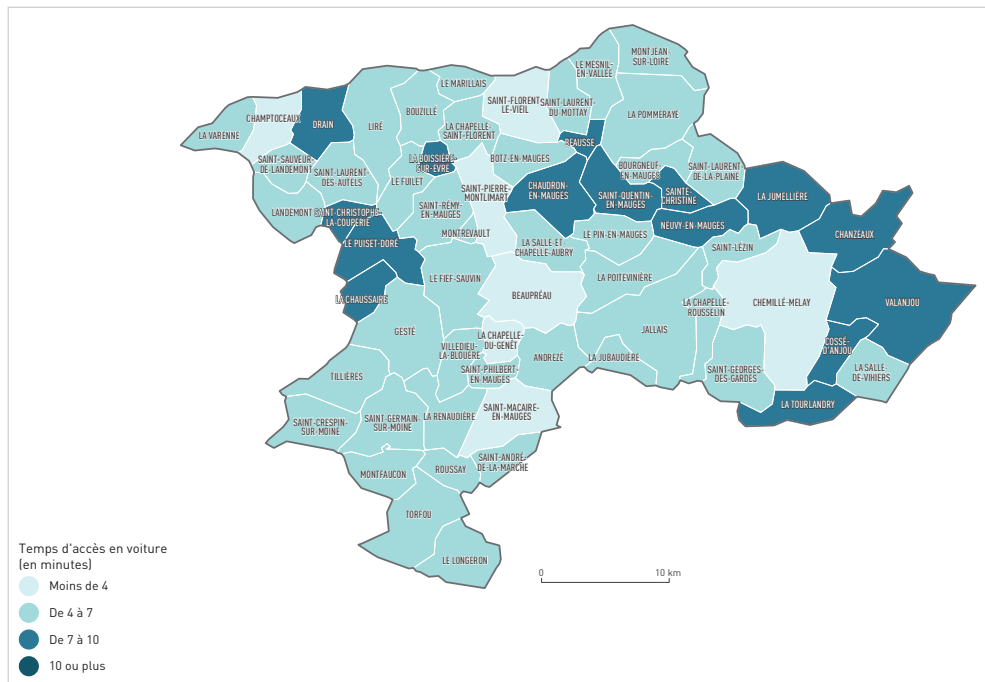 MONTJEAN
SUR-LOIRE
LE MESNIL-
EN-VALLÉE
LE MARILLAIS
SAINT-FLORENT
LE-VIEIL
SAINT-LAURENT-
DU-MOTTAY
BOUZILLÉ
LA POMMERAYE
CHAMPTOCEAUX
DRAIN
LIRÉ
LA VARENNE
LA CHAPELLE-
SAINT-FLORENT
BEAUSSE
SAINT-SAUVEUR-
DE-LANDEMONT
LA BOISSIÈRE-
SUR-EVRE
BOTZ-EN-MAUGES
BOURGNEUF-
EN-MAUGES
SAINT-LAURENT-
DE-LA-PLAINE
SAINT-LAURENT-
DES-AUTELS
LE FUILET
SAINT-PIERRE-
MONTLIMART
CHAUDRON-
EN-MAUGES
SAINT-QUENTIN-
EN-MAUGES
SAINTE-
CHRISTINE
LA JUMELLIÈRE
LANDEMONT
SAINT-CHRISTOPHE-
LA-COUPERIE
SAINT-RÉMY-
EN-MAUGES
NEUVY-EN-MAUGES
MONTREVAULT
LE PIN-EN-MAUGES
CHANZEAUX
LE PUISET-DORÉ
LA SALLE-ET
CHAPELLE-AUBRY
SAINT-LÉZIN
LE FIEF-SAUVIN
LA POITEVINIÈRE
LA CHAUSSAIRE
BEAUPRÉAU
LA CHAPELLE-
ROUSSELIN
CHEMILLÉ-MELAY
VALANJOU
GESTÉ
JALLAIS
LA CHAPELLE-
DU-GENÊT
VILLEDIEU-
LA-BLOUÈRE
ANDREZÉ
LA JUBAUDIÈRE
COSSÉ-
D'ANJOU
TILLIÈRES
SAINT-PHILBERT-
EN-MAUGES
SAINT-GEORGES-
DES-GARDES
LA SALLE-
DE-VIHIERS
SAINT-CRESPIN-
SUR-MOINE
SAINT-GERMAIN
SUR-MOINE
LA RENAUDIÈRE
SAINT-MACAIRE-
EN-MAUGES
LA TOURLANDRY
SAINT-ANDRÉ-
DE-LA-MARCHE
MONTFAUCON
ROUSSAY
TORFOU
LE LONGERON
Temps d'accès en voiture
(en minutes)
Moins de 4
De 4 à 7
De 7 à 10
10 ou plus
0 10 km